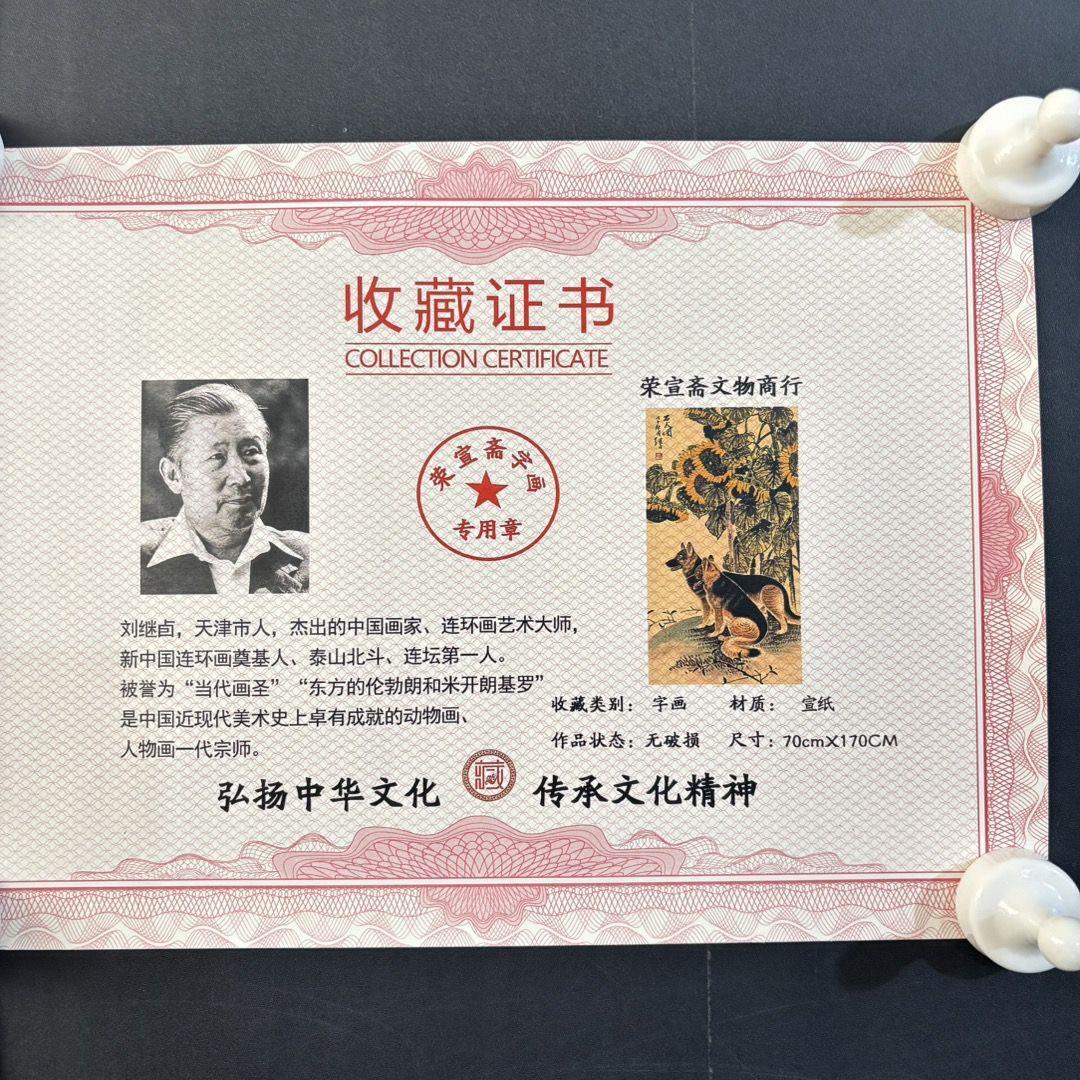 收藏证书
COLLECTION CERTIFICATE
荣宣斋文物商行
荣宣斋字画
专用章
刘继卣，天津市人，杰出的中国画家、连环画艺术大师，
新中国连环画奠基人、泰山北斗、连坛第一人。
被誉为“当代画圣”“东方的伦勃朗和米开朗基罗”
是中国近现代美术史上卓有成就的动物画、
人物画一代宗师。
收藏类别： 字画 材质： 宣纸
作品状态：无破损 尺寸：70cmX170CM
弘扬中华文化 藏 传承文化精神